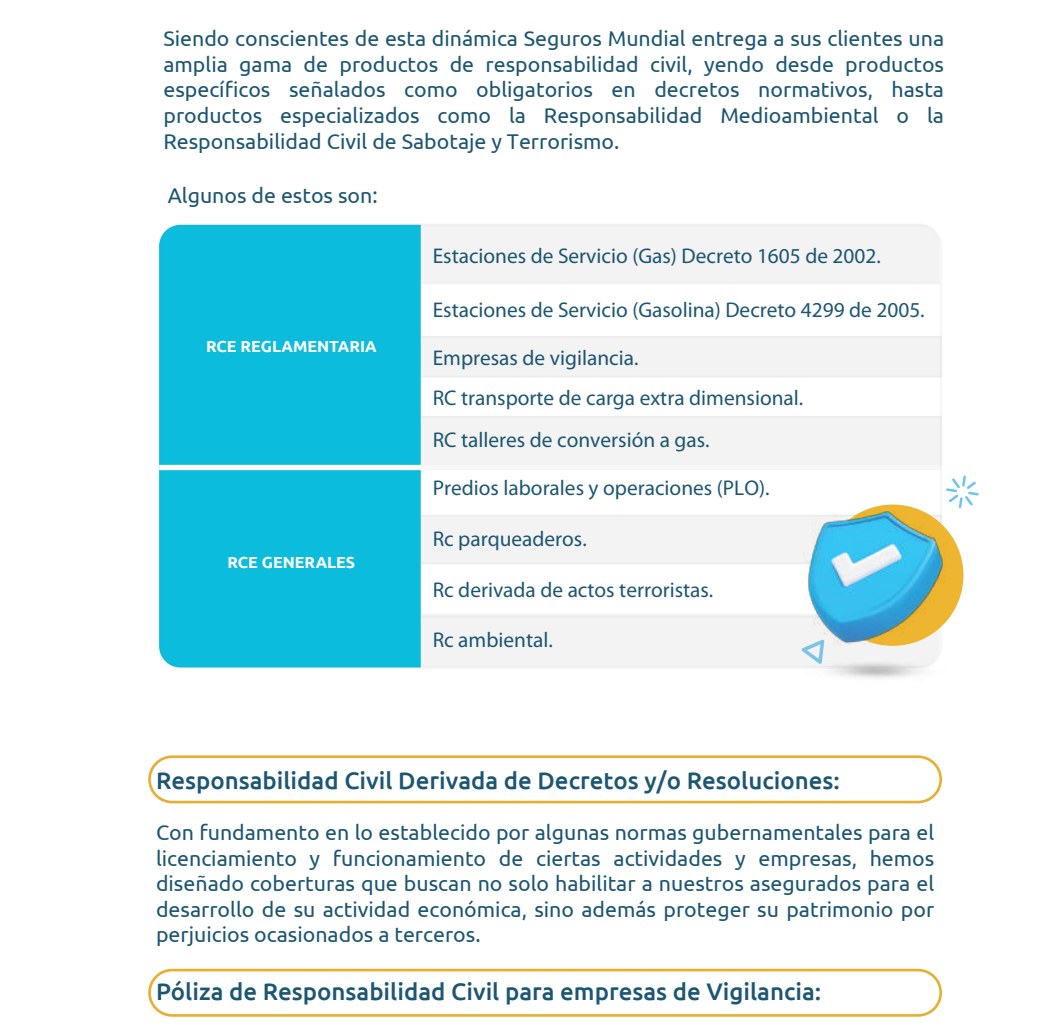 Siendo conscientes de esta dinámica Seguros Mundial entrega a sus clientes una
amplia gama de productos de responsabilidad civil, yendo desde productos
específicos señalados como obligatorios en decretos normativos, hasta
productos especializados como la Responsabilidad Medioambiental o la
Responsabilidad Civil de Sabotaje y Terrorismo.
Algunos de estos son:
RCE REGLAMENTARIA
Estaciones de Servicio (Gas) Decreto 1605 de 2002.
Estaciones de Servicio (Gasolina) Decreto 4299 de 2005.
Empresas de vigilancia.
RC transporte de carga extra dimensional.
RC talleres de conversión a gas.
RCE GENERALES
Predios laborales y operaciones (PLO).
Rc parqueaderos.
Rc derivada de actos terroristas.
Rc ambiental.
Responsabilidad Civil Derivada de Decretos y/o Resoluciones:
Con fundamento en lo establecido por algunas normas gubernamentales para el
licenciamiento y funcionamiento de ciertas actividades y empresas, hemos
diseñado coberturas que buscan no solo habilitar a nuestros asegurados para el
desarrollo de su actividad económica, sino además proteger su patrimonio por
perjuicios ocasionados a terceros.
Póliza de Responsabilidad Civil para empresas de Vigilancia: